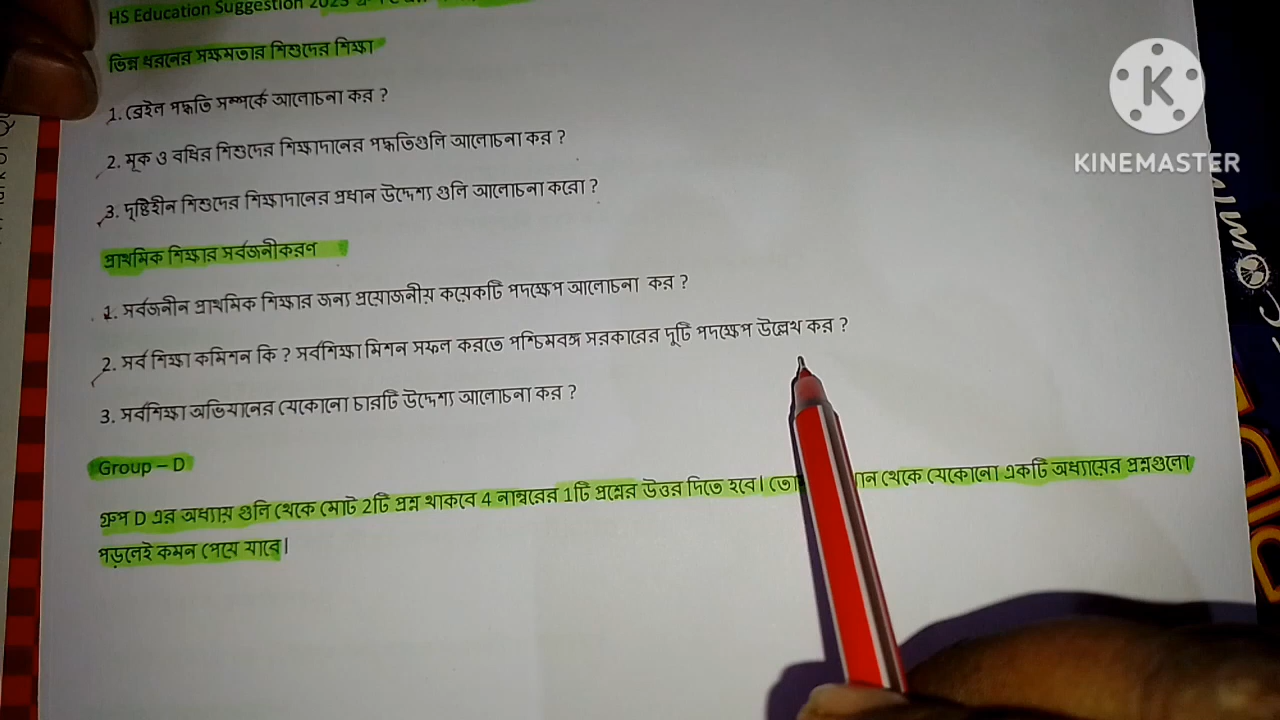 HS Education Suggestion 2023
ভিন্ন ধরনের সক্ষমতার শিশুদের শিক্ষা
1. ব্রেইল পদ্ধতি সম্পর্কে আলোচনা কর ?
2. মূক ও বধির শিশুদের শিক্ষাদানের পদ্ধতিগুলি আলোচনা কর ?
3. দৃষ্টিহীন শিশুদের শিক্ষাদানের প্রধান উদ্দেশ্য গুলি আলোচনা করো ?
প্রাথমিক শিক্ষার সর্বজনীকরণ
1. সর্বজনীন প্রাথমিক শিক্ষার জন্য প্রয়োজনীয় কয়েকটি পদক্ষেপ আলোচনা কর ?
2. সর্ব শিক্ষা কমিশন কি ? সর্বশিক্ষা মিশন সফল করতে পশ্চিমবঙ্গ সরকারের দুটি পদক্ষেপ উল্লেখ কর ?
3. সর্বশিক্ষা অভিযানের যেকোনো চারটি উদ্দেশ্য আলোচনা কর ?
Group – D
গ্রুপ D এর অধ্যায় গুলি থেকে মোট 2টি প্রশ্ন থাকবে 4 নাম্বরের 1টি প্রশ্নের উত্তর দিতে হবে। থেকে যেকোনো একটি অধ্যায়ের প্রশ্নগুলো
পড়লেই কমন পেয়ে যাবে।
KINEMASTER